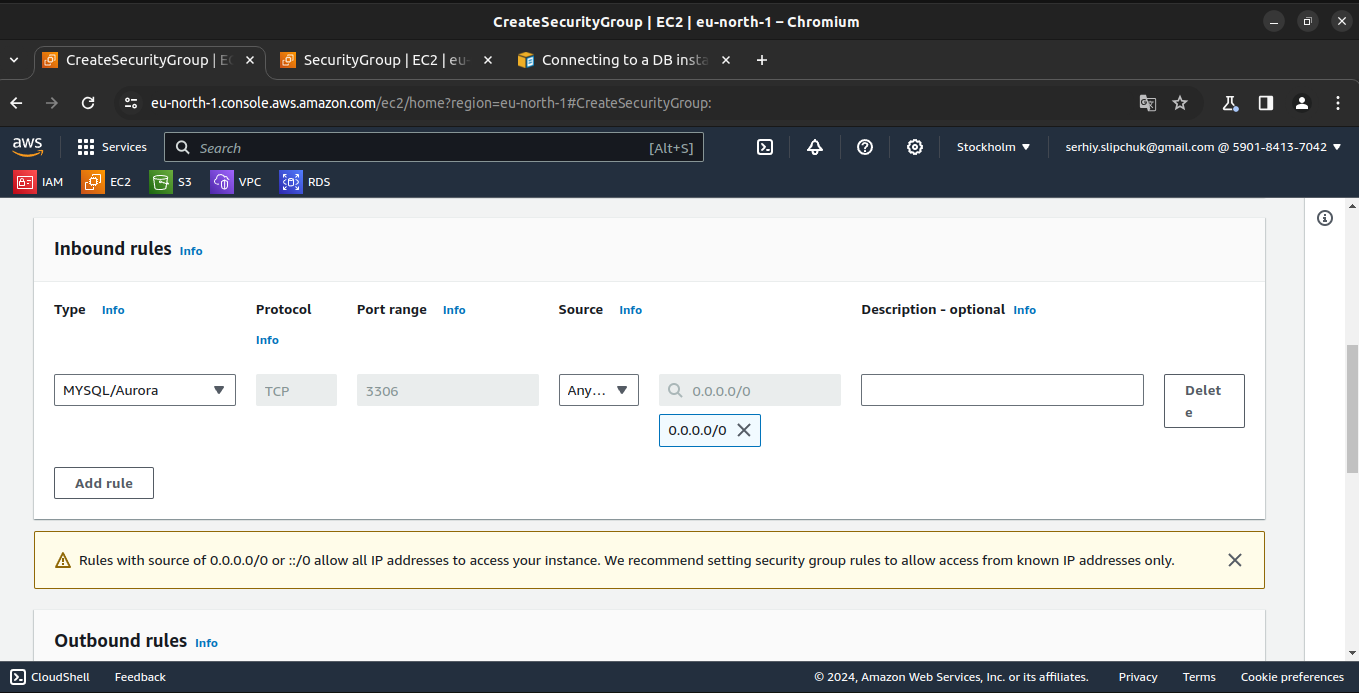 CreateSecurityGroup | EC2 | eu-north-1 – Chromium
CreateSecurityGroup | EC
SecurityGroup | EC2 | eu-
Connecting to a DB insta
eu-north-1.console.aws.amazon.com/ec2/home?region=eu-north-1#CreateSecurityGroup:
aws
Services
Search
[Alt+S]
Stockholm
serhiy.slipchuk@gmail.com @ 5901-8413-7042
IAM
EC2
S3
VPC
RDS
Inbound rules Info
Type Info
Protocol
Info
Port range Info
Source Info
Description - optional Info
MYSQL/Aurora
TCP
3306
Any...
0.0.0.0/0
Delet
e
0.0.0.0/0
Add rule
Rules with source of 0.0.0.0/0 or ::/0 allow all IP addresses to access your instance. We recommend setting security group rules to allow access from known IP addresses only.
Outbound rules Info
CloudShell
Feedback
© 2024, Amazon Web Services, Inc. or its affiliates.
Privacy
Terms
Cookie preferences